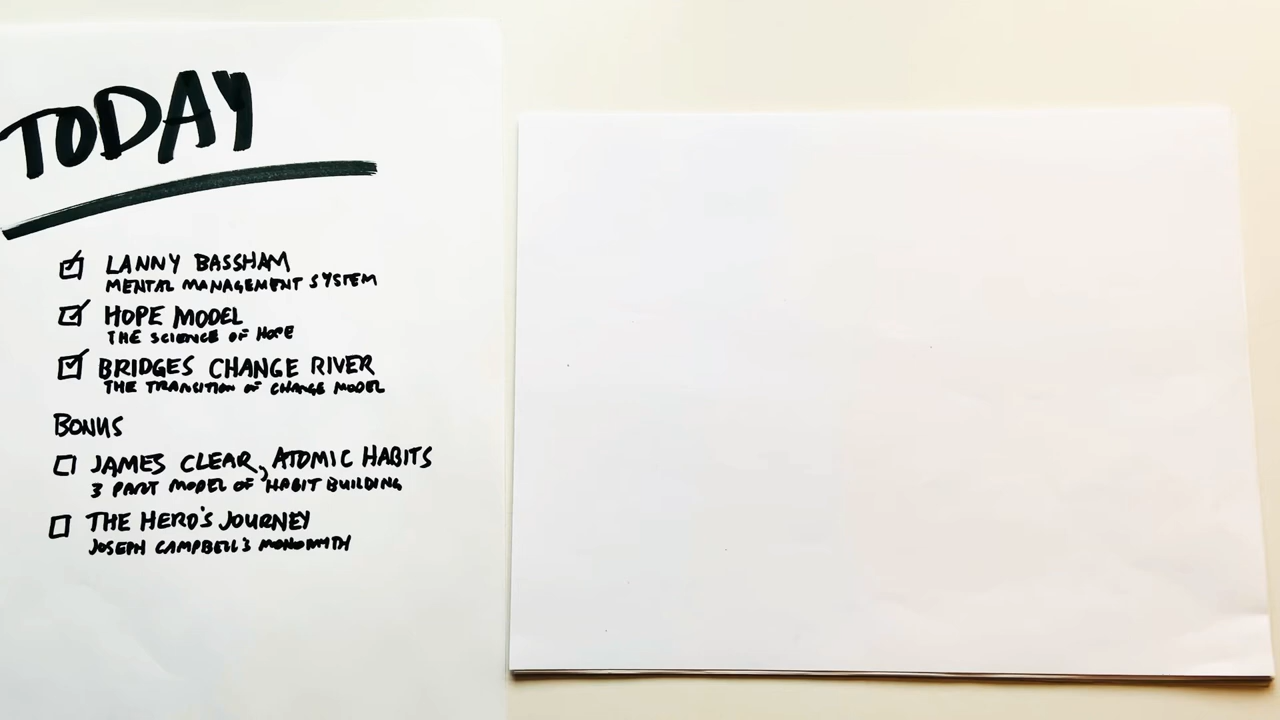 TODAY
LANNY BASSHAM
MENTAL MANAGEMENT SYSTEM
HOPE MODEL
THE SCIENCE OF HOPE
BRIDGES CHANGE RIVER
THE TRANSITION OF CHANGE MODEL
BONUS
JAMES CLEAR, ATOMIC HABITS
3 PART MODEL OF HABIT BUILDING
THE HERO'S JOURNEY
JOSEPH CAMPBELL'S MONOMYTH